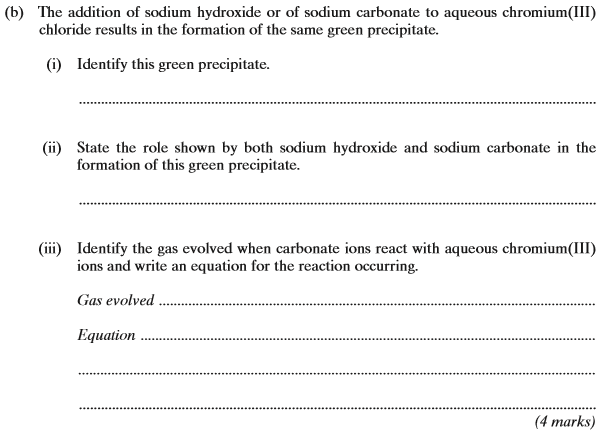 (b) The addition of sodium hydroxide or of sodium carbonate to aqueous chromium(III)
chloride results in the formation of the same green precipitate.
(i) Identify this green precipitate.
(ii) State the role shown by both sodium hydroxide and sodium carbonate in the
formation of this green precipitate.
(iii) Identify the gas evolved when carbonate ions react with aqueous chromium(III)
ions and write an equation for the reaction occurring.
Gas evolved
Equation
(4 marks)